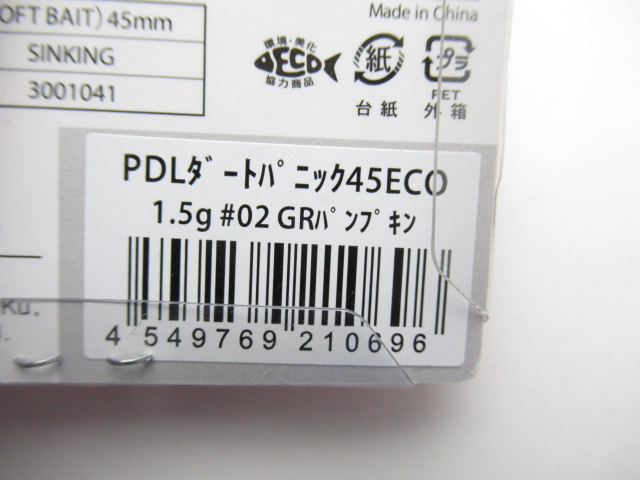 OFT BAIT) 45mm
SINKING
3001041
Made in China
環境・美化
ECO
協力商品
紙
台紙
プラ
PET
外箱
PDLﾀﾞｰﾄﾊﾟﾆｯｸ45ECO
1.5g #02 GRﾊﾟﾝﾌﾟｷﾝ
4 549769 210696
Ku.